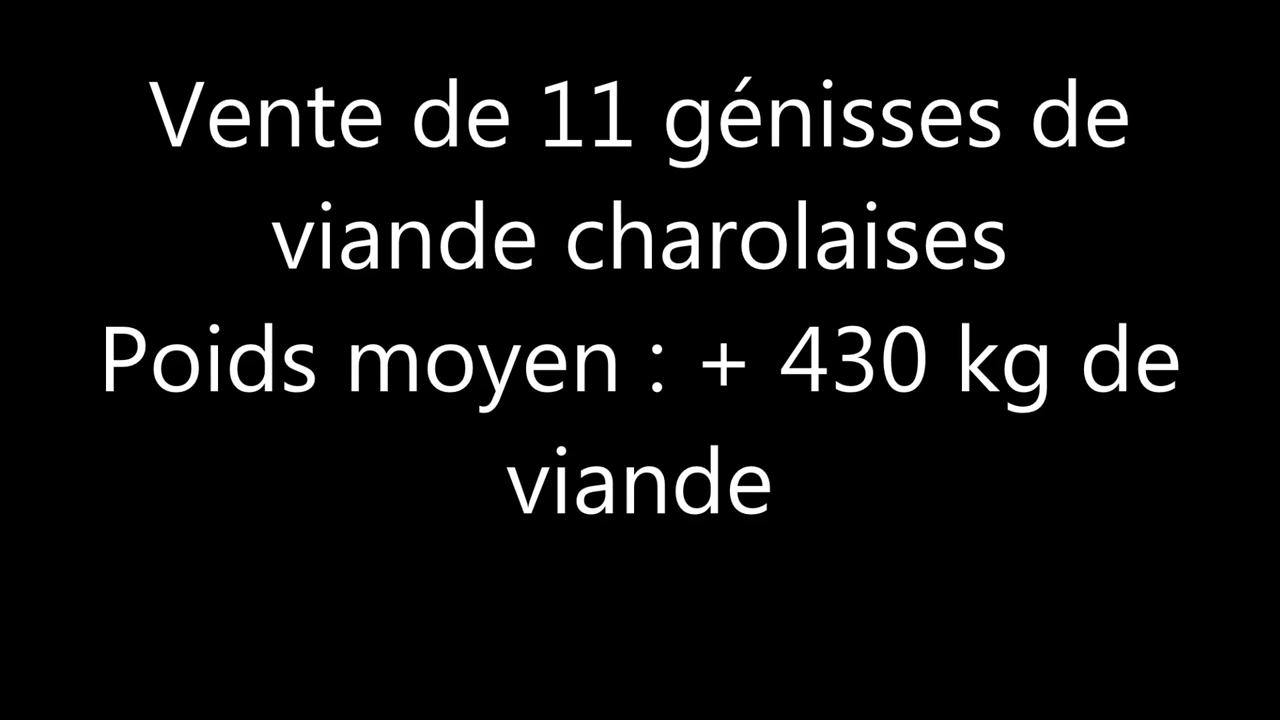 Vente de 11 génisses de
viande charolaises
Poids moyen : + 430 kg de
viande